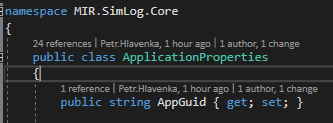 namespace MIR.SimLog.Core
{
24 references | Petr.Hlavenka, 1 hour ago | 1 author, 1 change
public class ApplicationProperties
{
1 reference | Petr.Hlavenka, 1 hour ago | 1 author, 1 change
public string AppGuid { get; set; }